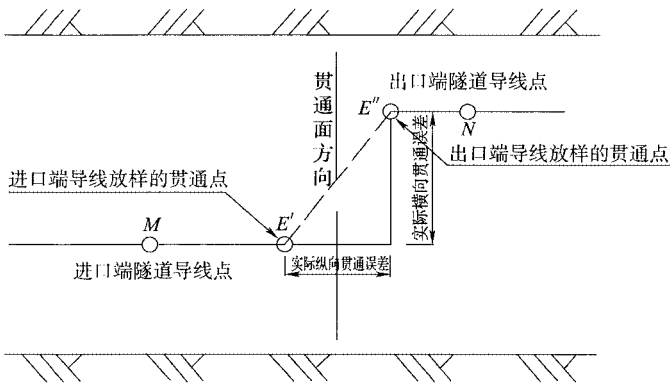 贯通面方向
出口端隧道导线点
E″
N
出口端导线放样的贯通点
实际横向贯通误差
进口端导线放样的贯通点
M
E′
进口端隧道导线点
实际纵向贯通误差